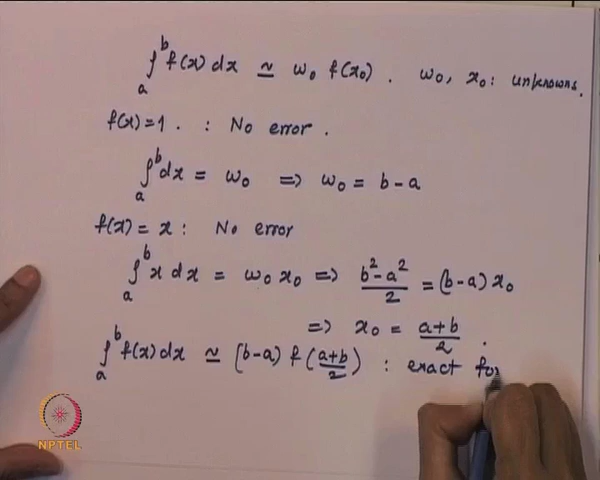 ∫_a^b f(x) dx ≃ w₀ f(x₀). w₀, x₀: unknowns.
f(x)=1. : No error.
∫_a^b dx = w₀ ⇒ w₀ = b-a
f(x) = x: No error
∫_a^b x dx = w₀ x₀ ⇒ (b²-a²)/2 = (b-a) x₀
⇒ x₀ = (a+b)/2.
∫_a^b f(x) dx ≃ (b-a) f((a+b)/2) : exact for
NPTEL